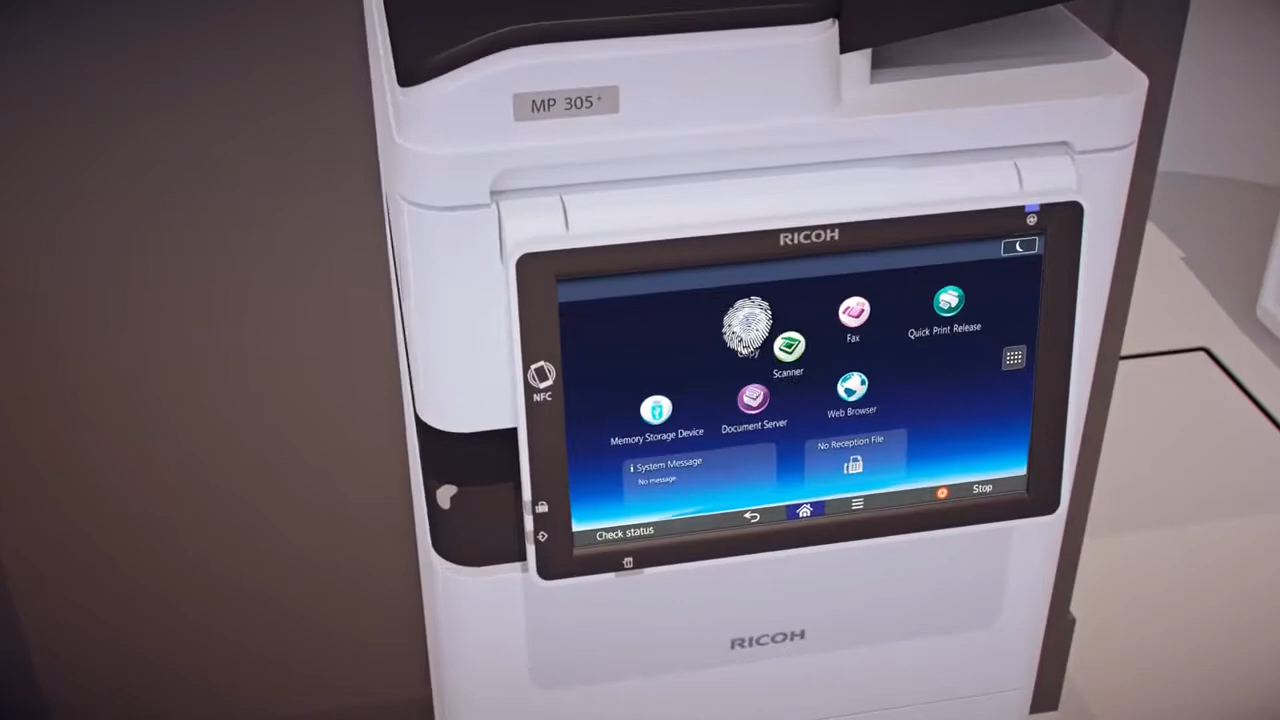 MP 305+
RICOH
Copy
Scanner
Fax
Quick Print Release
NFC
Memory Storage Device
Document Server
Web Browser
i System Message
No message.
No Reception File
Check status
Stop
RICOH